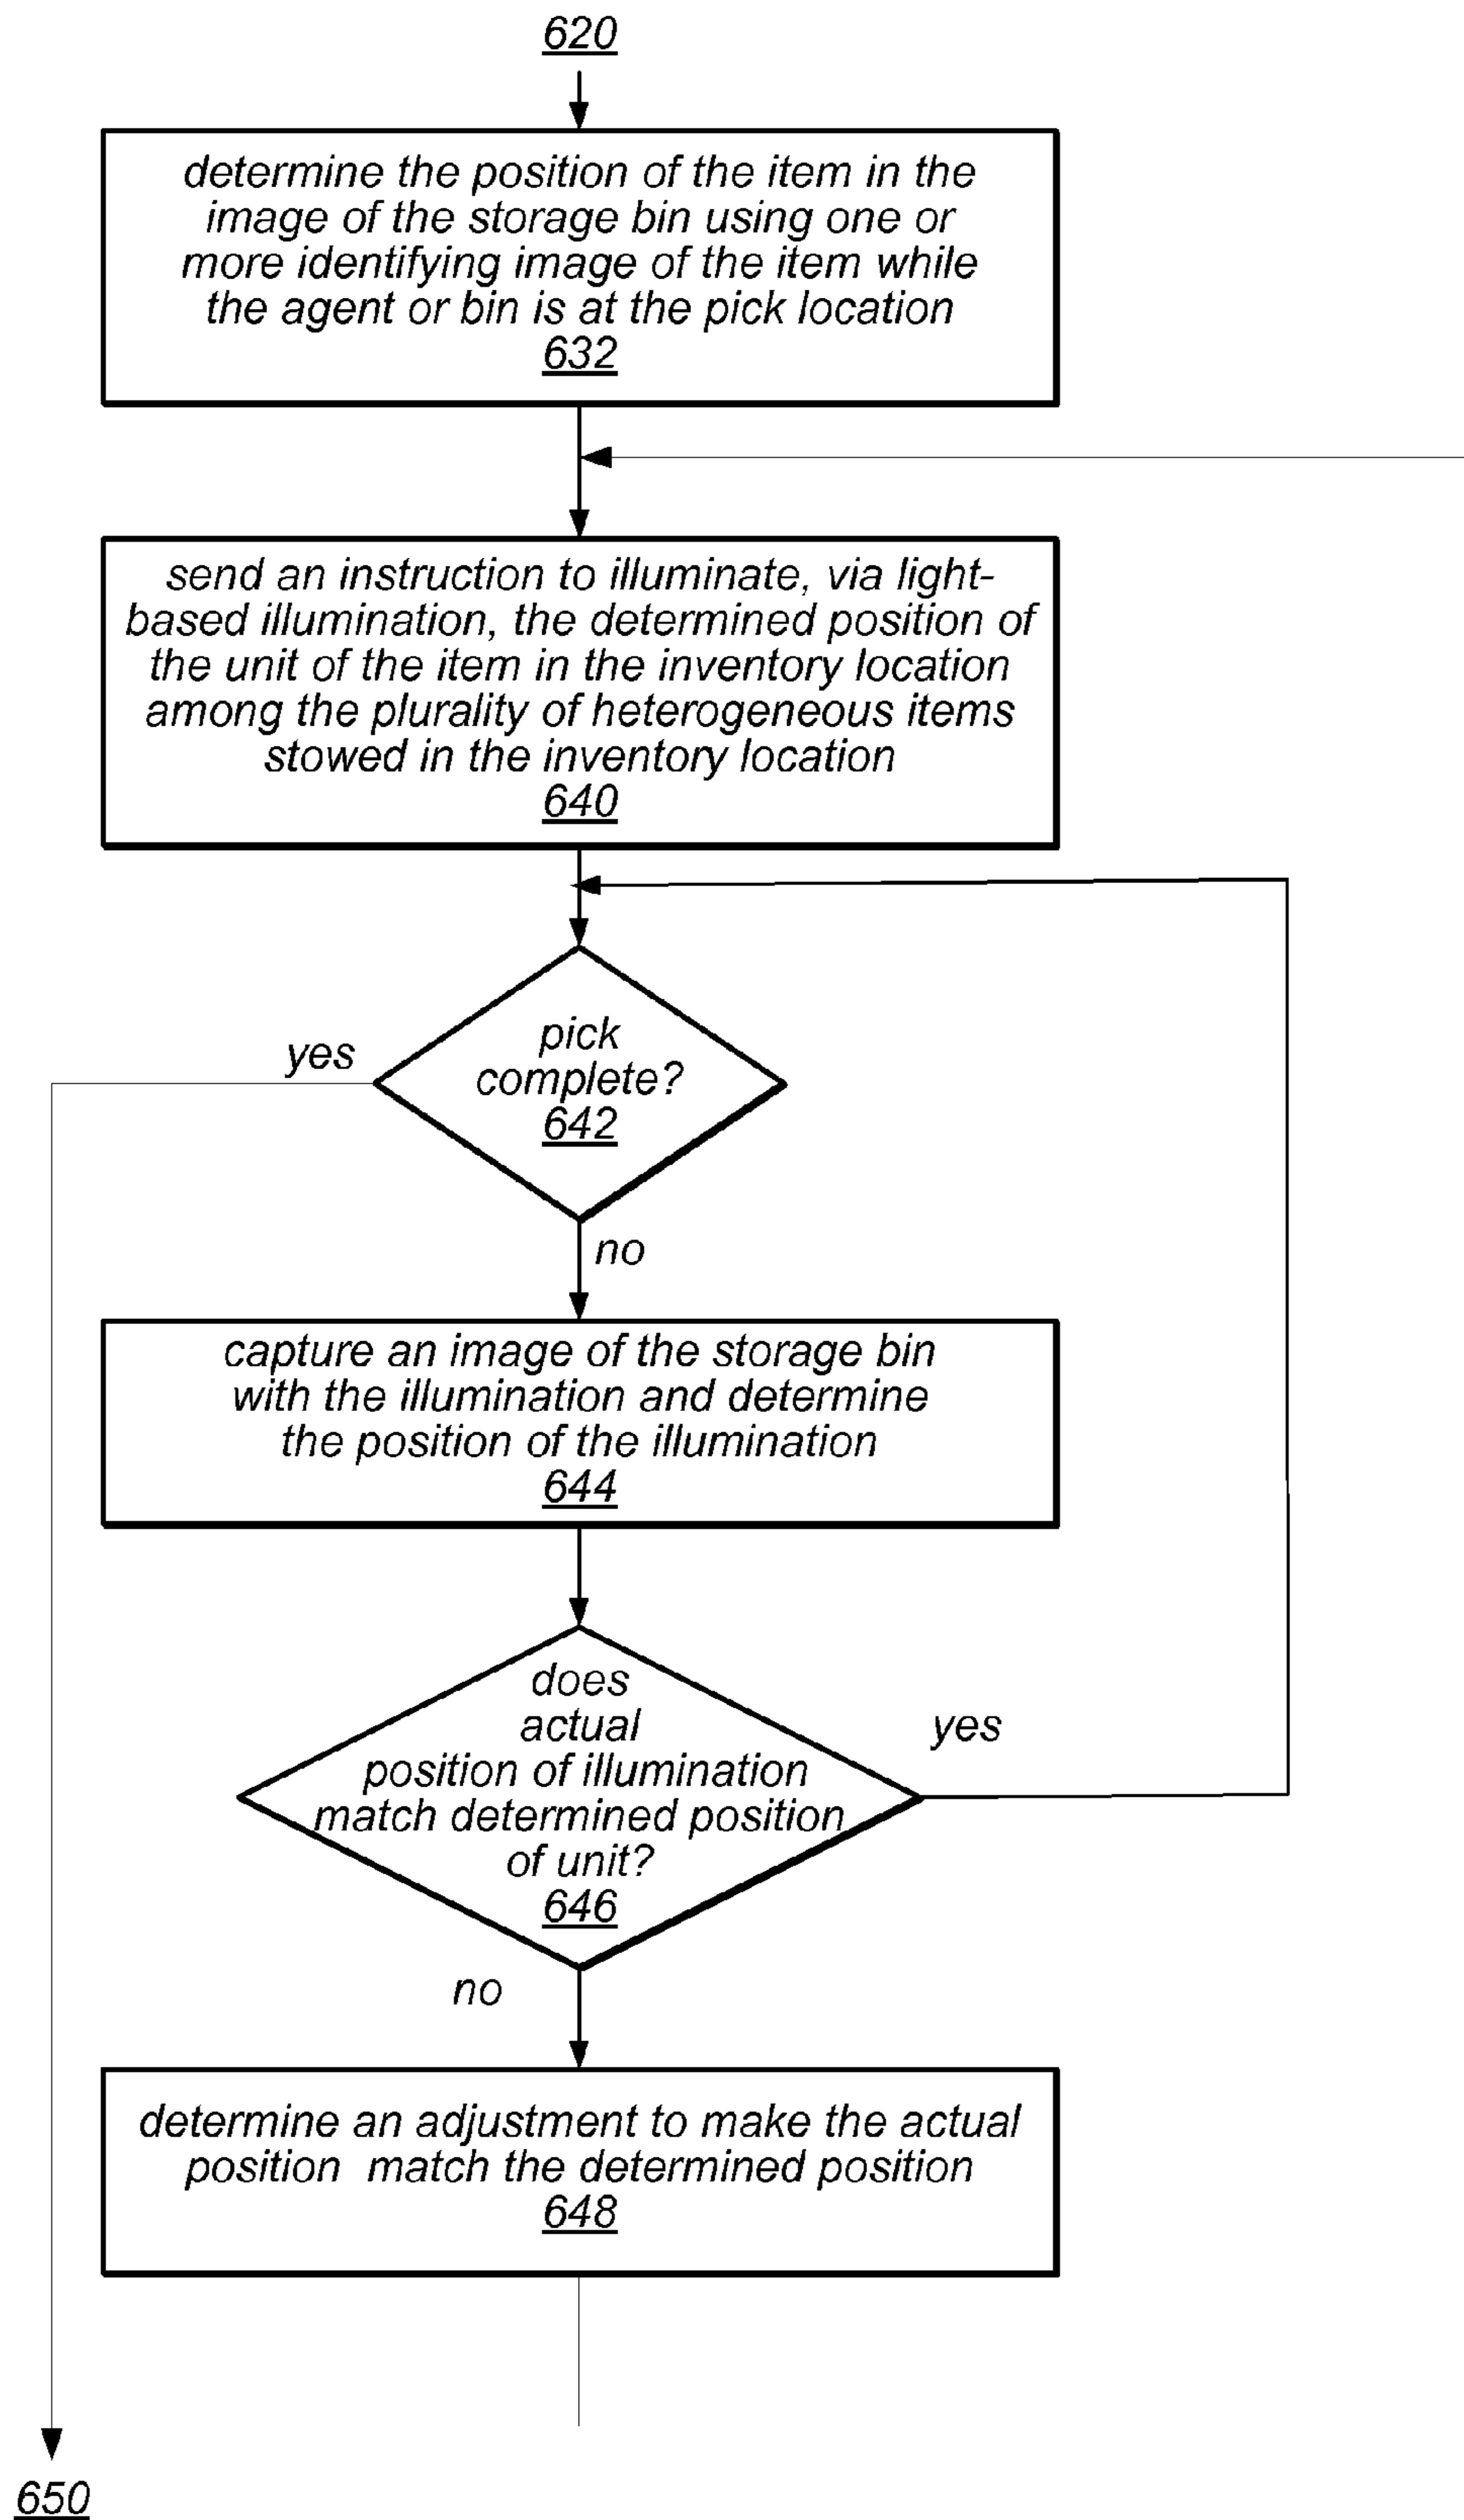 620
determine the position of the item in the
image of the storage bin using one or
more identifying image of the item while
the agent or bin is at the pick location
632
send an instruction to illuminate, via light-
based illumination, the determined position of
the unit of the item in the inventory location
among the plurality of heterogeneous items
stowed in the inventory location
640
yes
pick
complete?
642
no
capture an image of the storage bin
with the illumination and determine
the position of the illumination
644
does
actual
position of illumination
match determined position
of unit?
646
yes
no
determine an adjustment to make the actual
position match the determined position
648
650